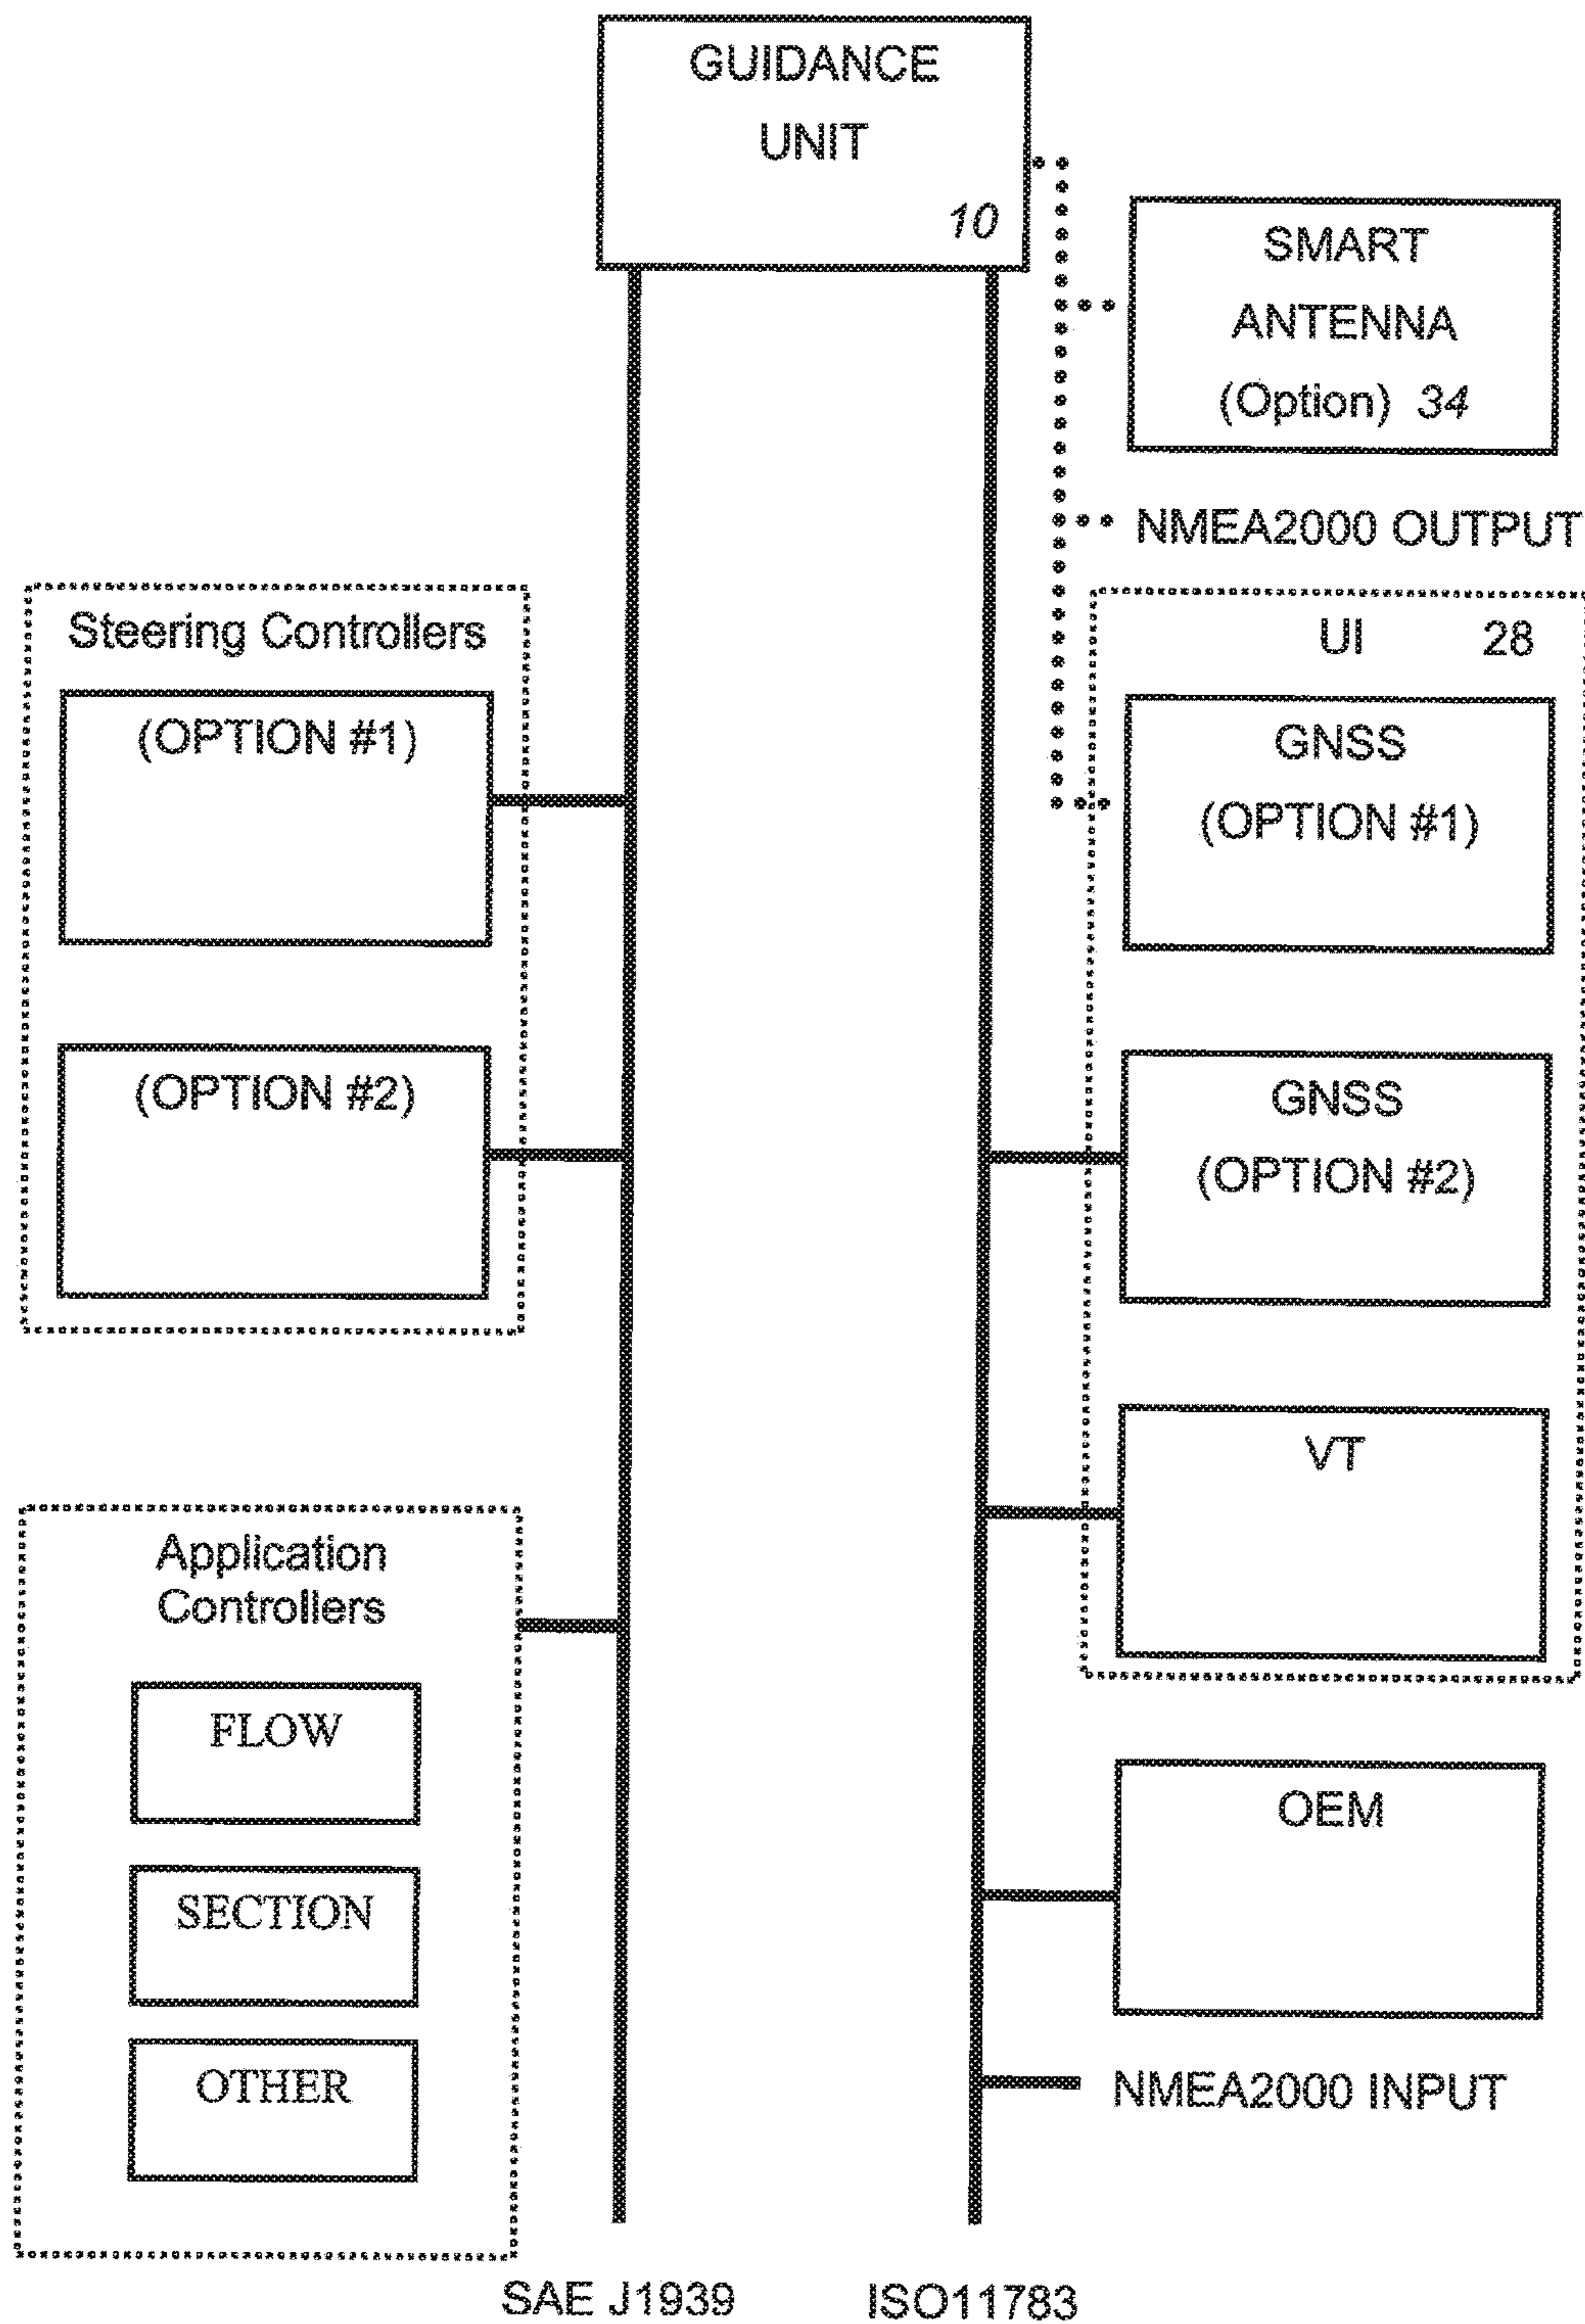 GUIDANCE
UNIT
10
SMART
ANTENNA
(Option) 34
NMEA2000 OUTPUT
Steering Controllers
(OPTION #1)
(OPTION #2)
UI 28
GNSS
(OPTION #1)
GNSS
(OPTION #2)
VT
Application
Controllers
FLOW
SECTION
OTHER
OEM
NMEA2000 INPUT
SAE J1939
ISO11783